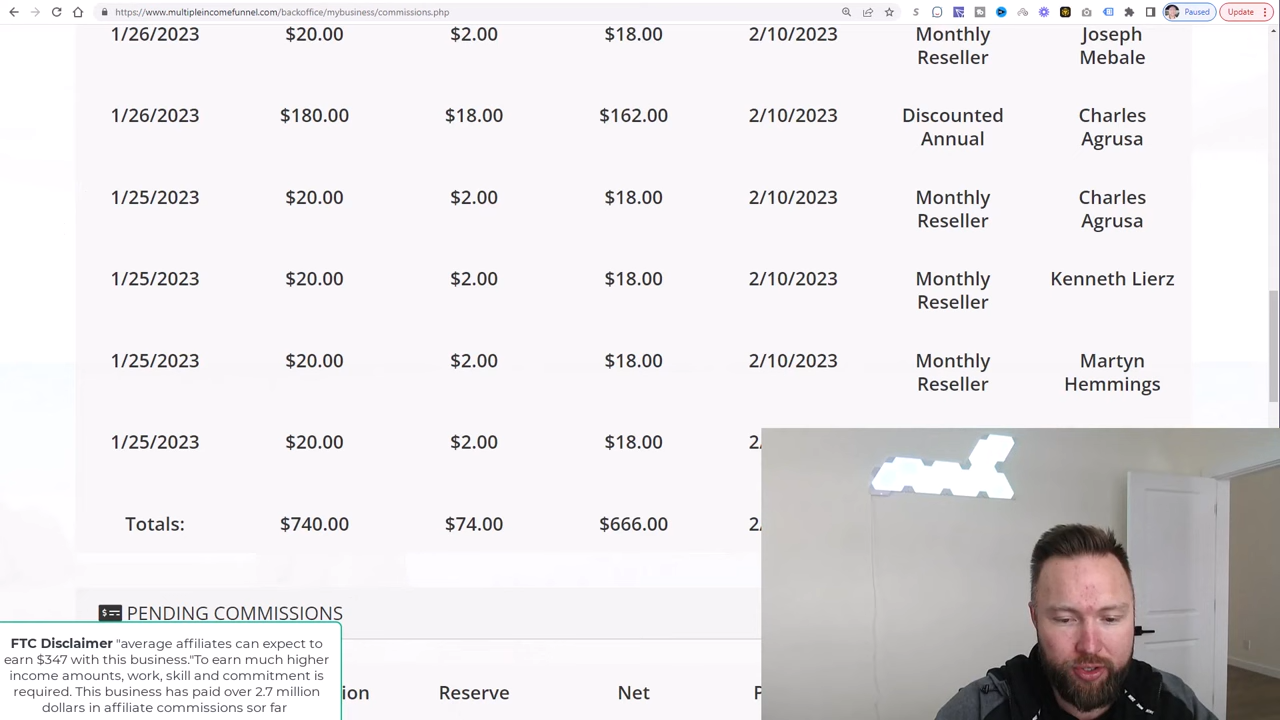 https://www.multipleincomefunnel.com/backoffice/mybusiness/commissions.php
Paused
Update
1/26/2023 $20.00 $2.00 $18.00 2/10/2023 Monthly Joseph
Reseller Mebale
1/26/2023 $180.00 $18.00 $162.00 2/10/2023 Discounted Charles
Annual Agrusa
1/25/2023 $20.00 $2.00 $18.00 2/10/2023 Monthly Charles
Reseller Agrusa
1/25/2023 $20.00 $2.00 $18.00 2/10/2023 Monthly Kenneth Lierz
Reseller
1/25/2023 $20.00 $2.00 $18.00 2/10/2023 Monthly Martyn
Reseller Hemmings
1/25/2023 $20.00 $2.00 $18.00
Totals: $740.00 $74.00 $666.00
PENDING COMMISSIONS
Reserve Net
FTC Disclaimer "average affiliates can expect to
earn $347 with this business."To earn much higher
income amounts, work, skill and commitment is
required. This business has paid over 2.7 million
dollars in affiliate commissions sor far